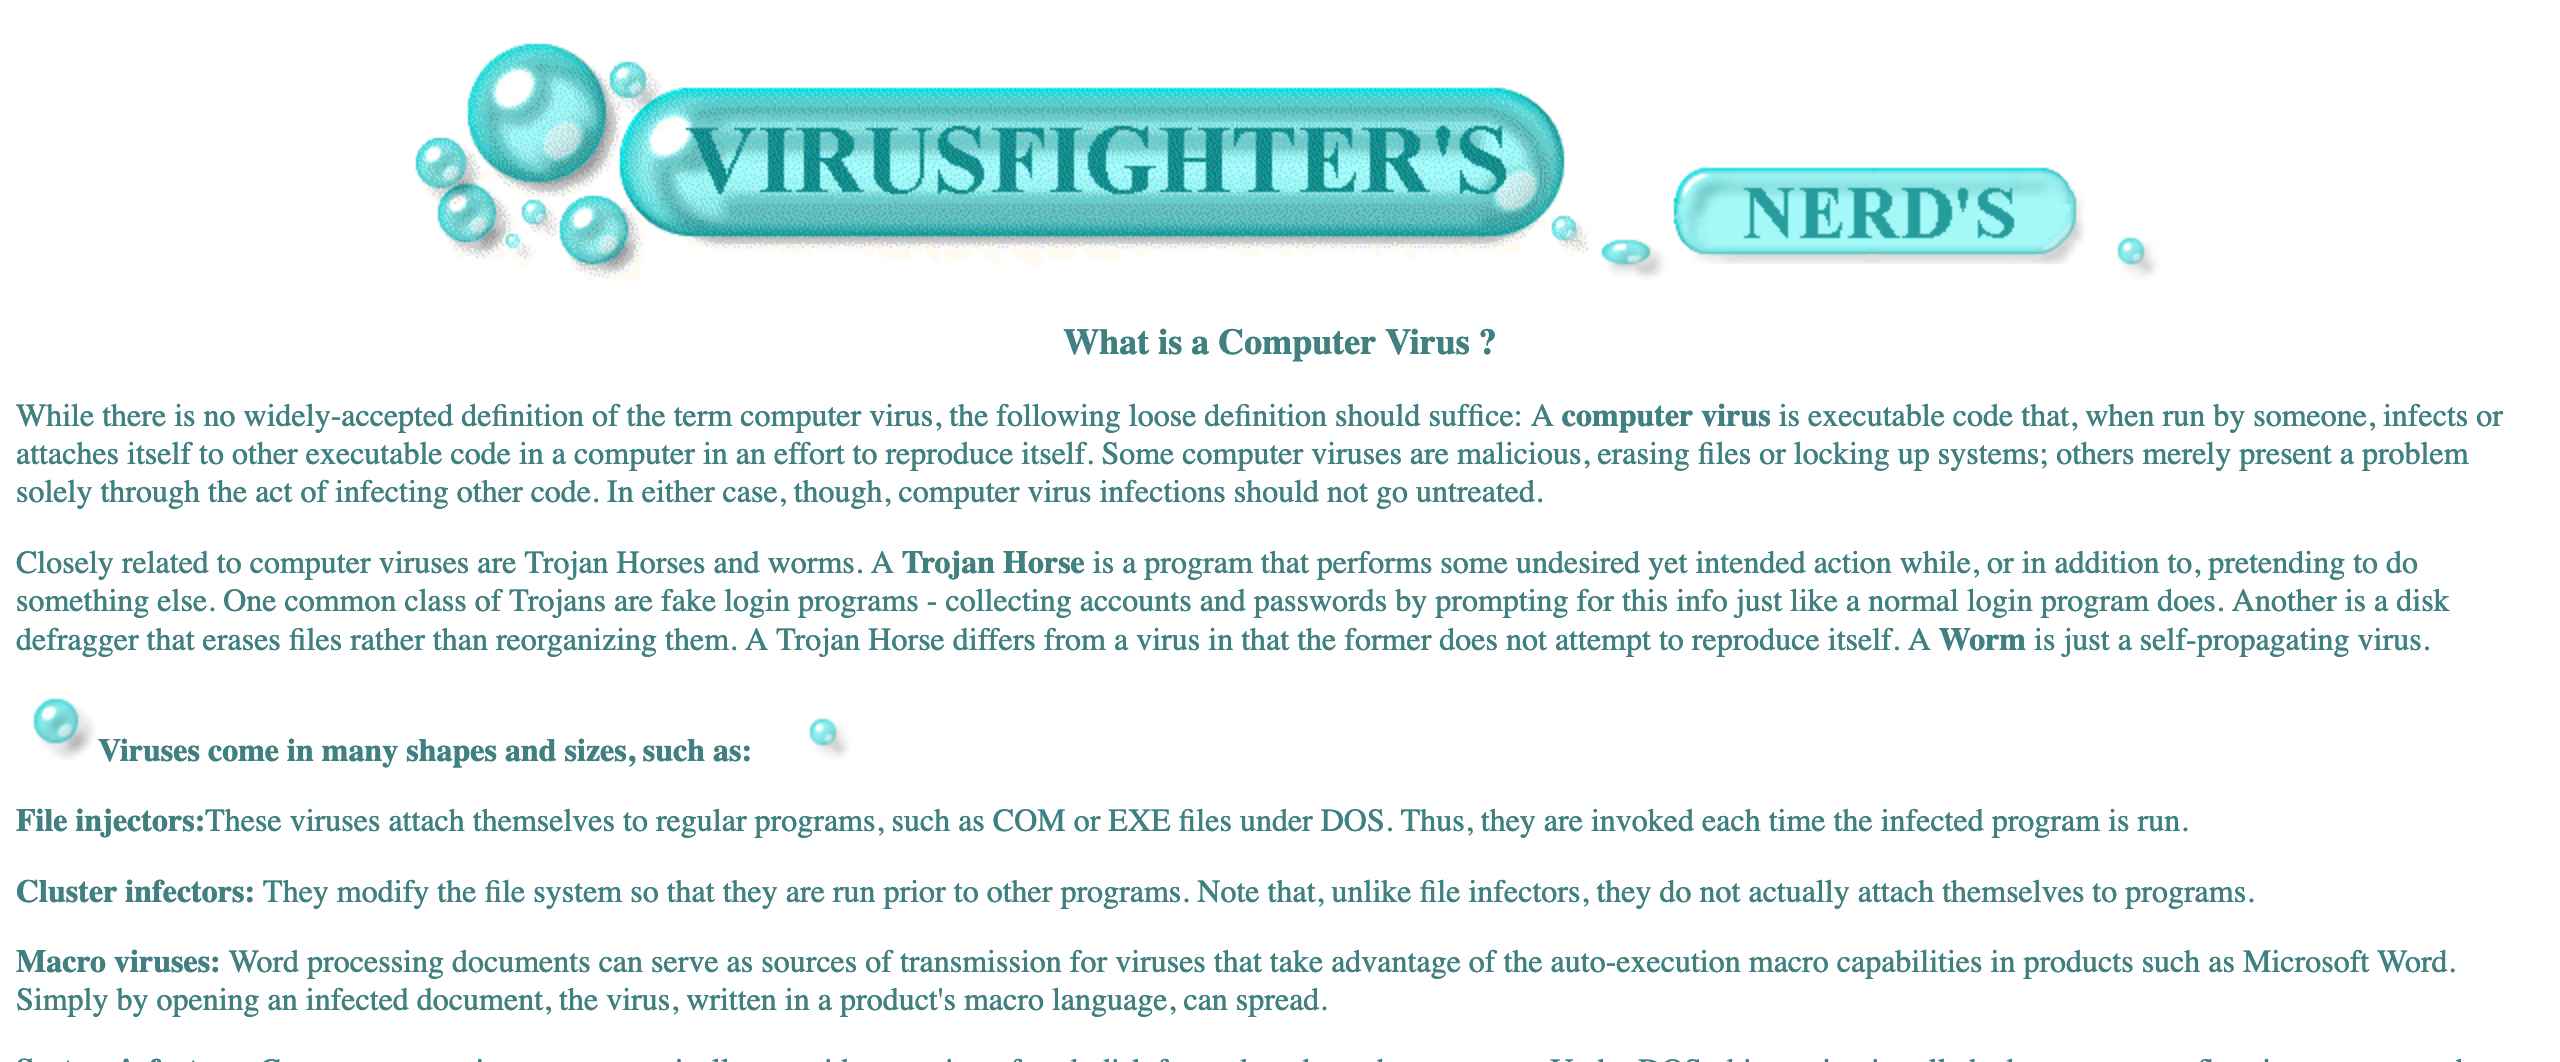 VIRUSFIGHTER'S
NERD'S
What is a Computer Virus ?
While there is no widely-accepted definition of the term computer virus, the following loose definition should suffice: A computer virus is executable code that, when run by someone, infects or
attaches itself to other executable code in a computer in an effort to reproduce itself. Some computer viruses are malicious, erasing files or locking up systems; others merely present a problem
solely through the act of infecting other code. In either case, though, computer virus infections should not go untreated.
Closely related to computer viruses are Trojan Horses and worms. A Trojan Horse is a program that performs some undesired yet intended action while, or in addition to, pretending to do
something else. One common class of Trojans are fake login programs - collecting accounts and passwords by prompting for this info just like a normal login program does. Another is a disk
defragger that erases files rather than reorganizing them. A Trojan Horse differs from a virus in that the former does not attempt to reproduce itself. A Worm is just a self-propagating virus.
Viruses come in many shapes and sizes, such as:
File injectors:These viruses attach themselves to regular programs, such as COM or EXE files under DOS. Thus, they are invoked each time the infected program is run.
Cluster infectors: They modify the file system so that they are run prior to other programs. Note that, unlike file infectors, they do not actually attach themselves to programs.
Macro viruses: Word processing documents can serve as sources of transmission for viruses that take advantage of the auto-execution macro capabilities in products such as Microsoft Word.
Simply by opening an infected document, the virus, written in a product's macro language, can spread.